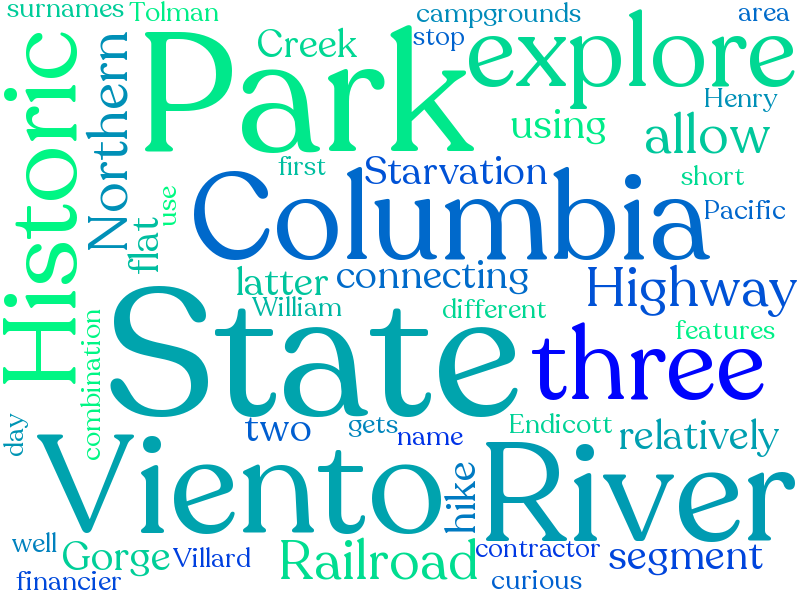 surnames
Tolman
campgrounds
area
stop
Creek
explore
Park
Historic
Northern
Henry
using
allow
first
Starvation
short
use
Columbia
Pacific
flat
latter
connecting
Highway
William
different
State
features
three
combination
day
two
gets
name
Endicott
relatively
Viento
River
hike
well
Gorge
Villard
Railroad
contractor
segment
financier
curious